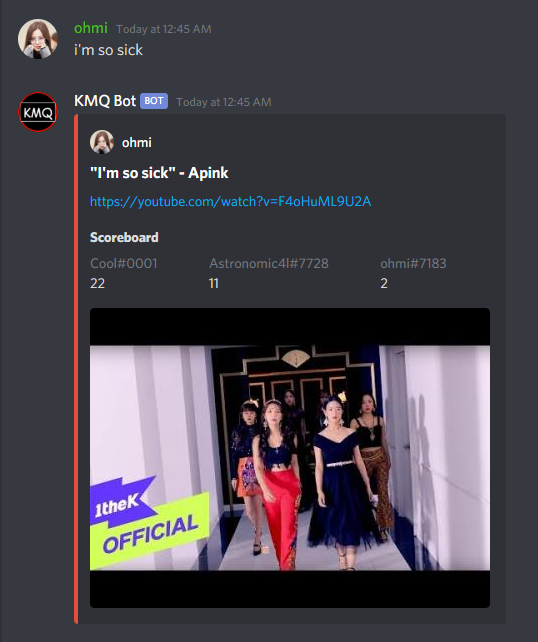 ohmi Today at 12:45 AM
i'm so sick
KMQ
KMQ Bot BOT Today at 12:45 AM
ohmi
"I'm so sick" - Apink
https://youtube.com/watch?v=F4oHuML9U2A
Scoreboard
Cool#0001 Astronomic4l#7728 ohmi#7183
22 11 2
1theK
OFFICIAL